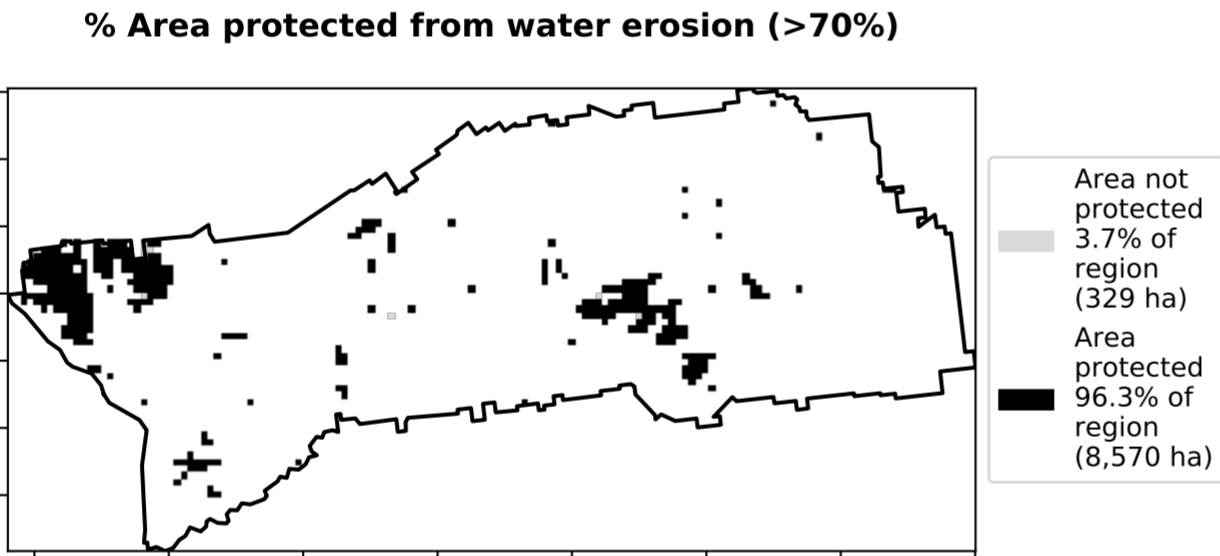 % Area protected from water erosion (>70%)
Area not
protected
3.7% of
region
(329 ha)
Area
protected
96.3% of
region
(8,570 ha)